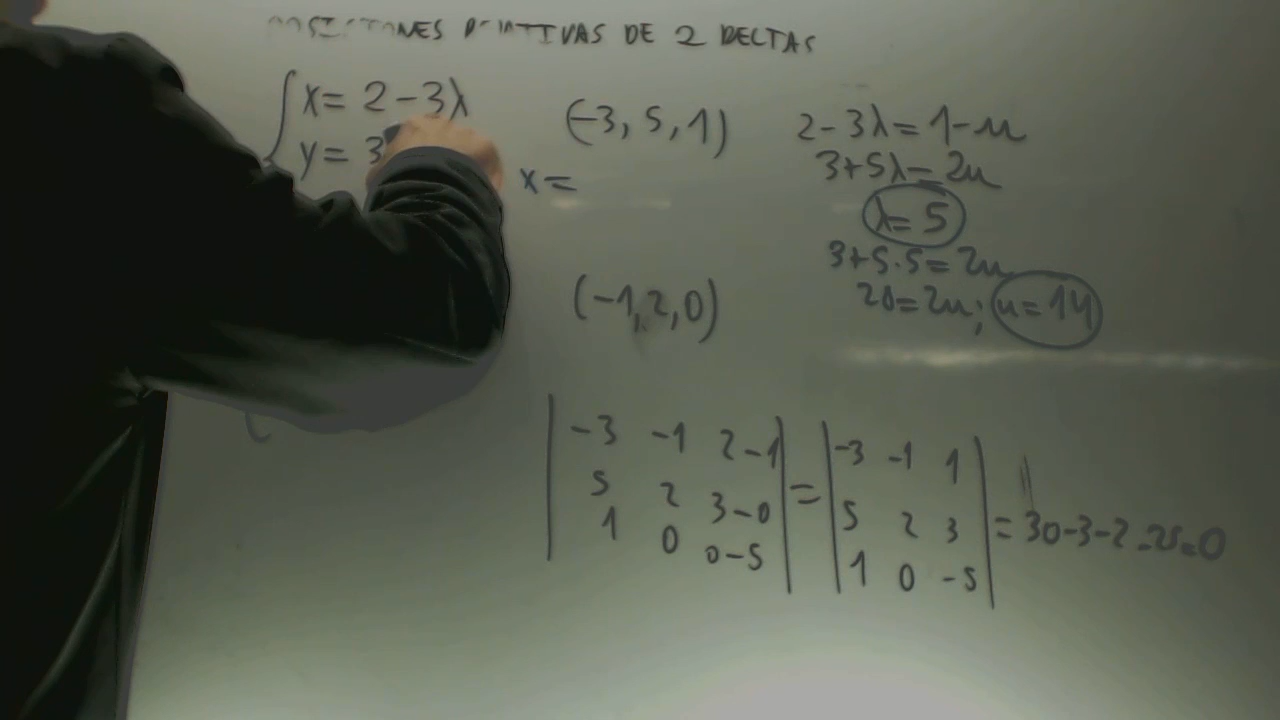 POSICIONES RELATIVAS DE 2 RECTAS
x= 2-3λ
y= 3
(-3, 5, 1)
x=
(-1, 2, 0)
2-3λ=1-u
3+5λ=2u
λ= 5
3+5.5=2u
28=2u; u=14
| -3 -1 2-1 | = | -3 -1 1 |
| 5 2 3-0 | | 5 2 3 | = 30-3-2-25=0
| 1 0 0-5 | | 1 0 -5 |